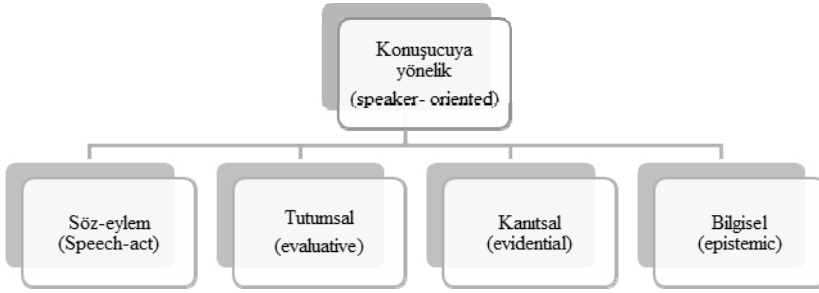 Konuşucuya
yönelik
(speaker- oriented)
Söz-eylem
(Speech-act)
Tutumsal
(evaluative)
Kanıtsal
(evidential)
Bilgisel
(epistemic)